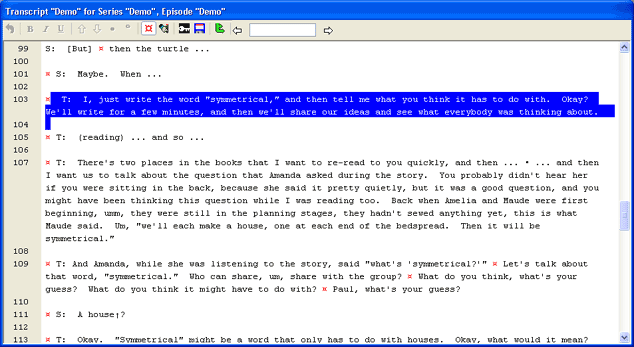 Transcript "Demo" for Series "Demo", Episode "Demo"
B I U
99 S: [But] ¤ then the turtle ...
100
101 ¤ S: Maybe. When ...
102
103 ¤ T: I, just write the word "symmetrical," and then tell me what you think it has to do with. Okay?
We'll write for a few minutes, and then we'll share our ideas and see what everybody was thinking about.
104
105 ¤ T: (reading) ... and so ...
106
107 ¤ T: There's two places in the books that I want to re-read to you quickly, and then ... • ... and then
I want us to talk about the question that Amanda asked during the story. You probably didn't hear her
if you were sitting in the back, because she said it pretty quietly, but it was a good question, and you
might have been thinking this question while I was reading too. Back when Amelia and Maude were first
beginning, umm, they were still in the planning stages, they hadn't sewed anything yet, this is what
Maude said. Um, "we'll each make a house, one at each end of the bedspread. Then it will be
symmetrical."
108
109 ¤ T: And Amanda, while she was listening to the story, said "what's 'symmetrical?'" ¤ Let's talk about
that word, "symmetrical." Who can share, um, share with the group? ¤ What do you think, what's your
guess? What do you think it might have to do with? ¤ Paul, what's your guess?
110
111 ¤ S: A house↑?
112
113 ¤ T: Okay. "Symmetrical" might be a word that only has to do with houses. Okay, what would it mean?